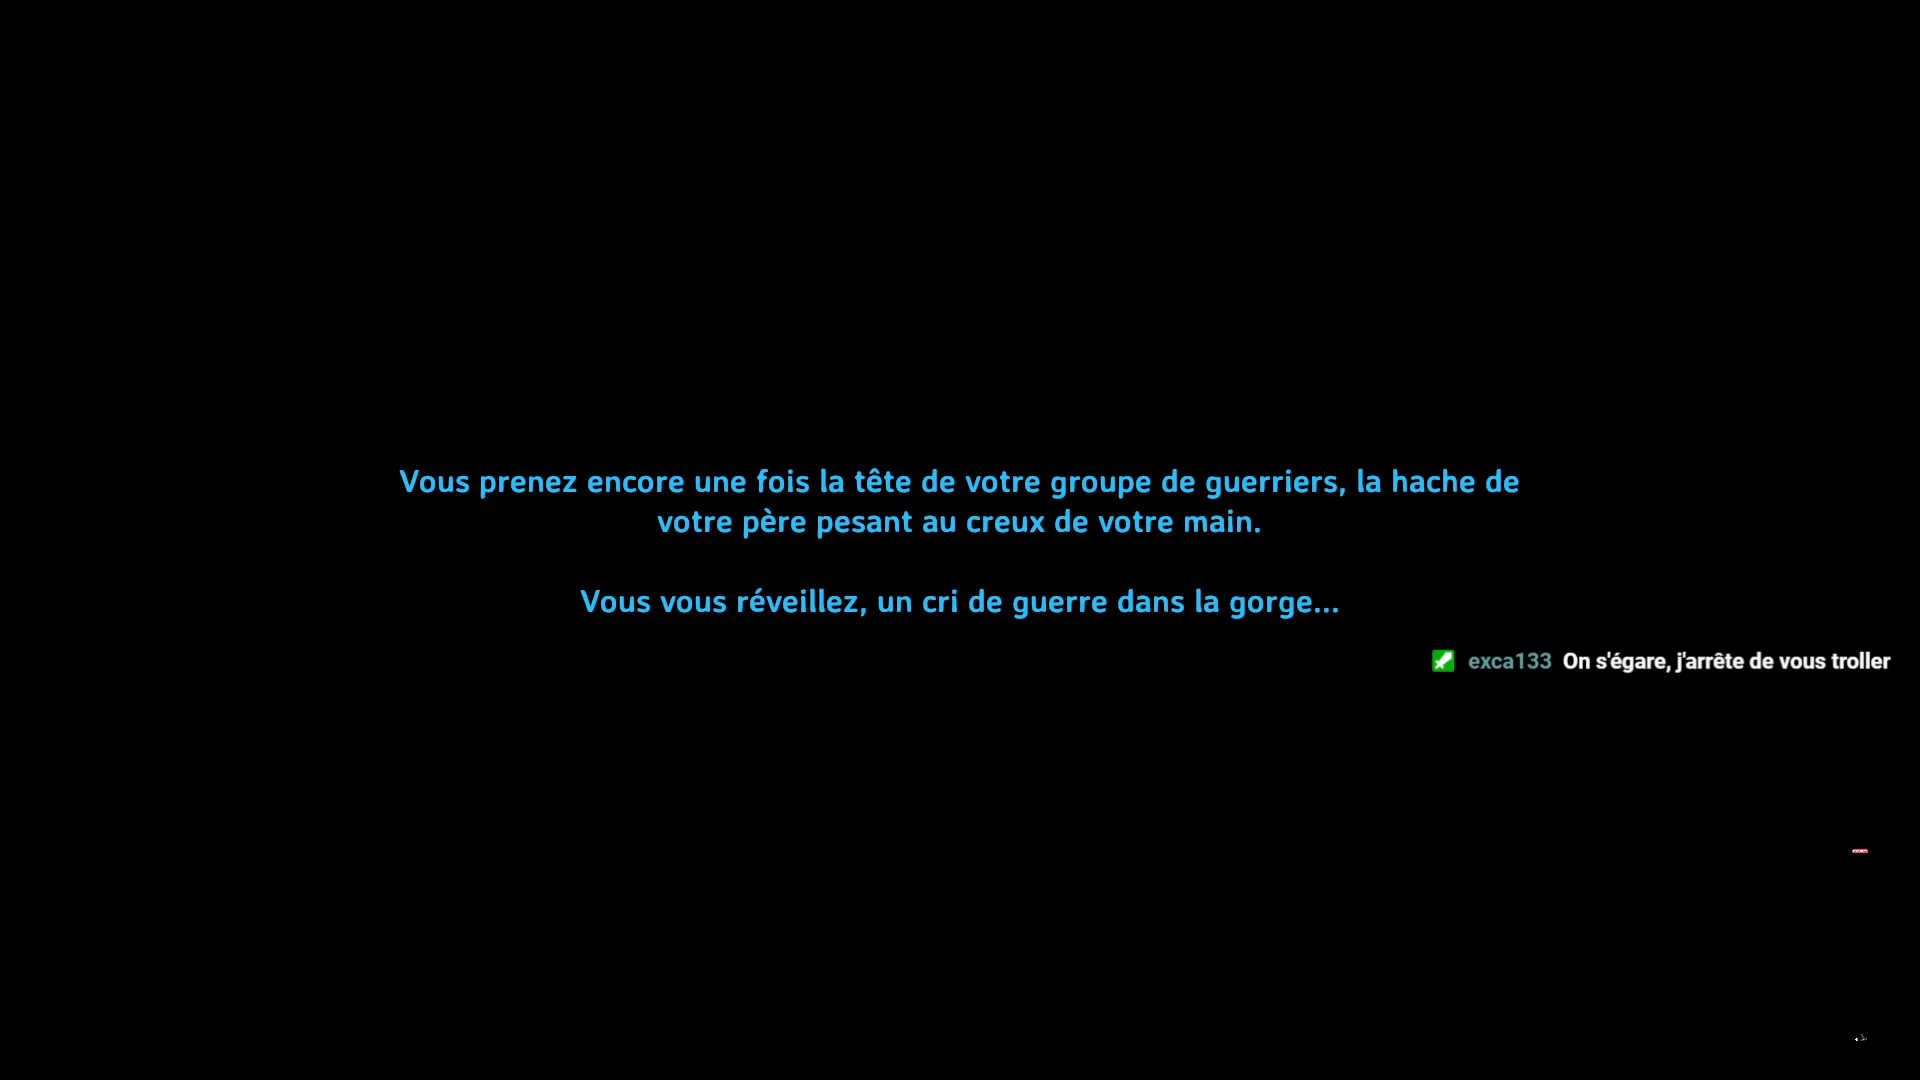 Vous prenez encore une fois la tête de votre groupe de guerriers, la hache de
votre père pesant au creux de votre main.
Vous vous réveillez, un cri de guerre dans la gorge...
exca133 On s'égare, j'arrête de vous troller